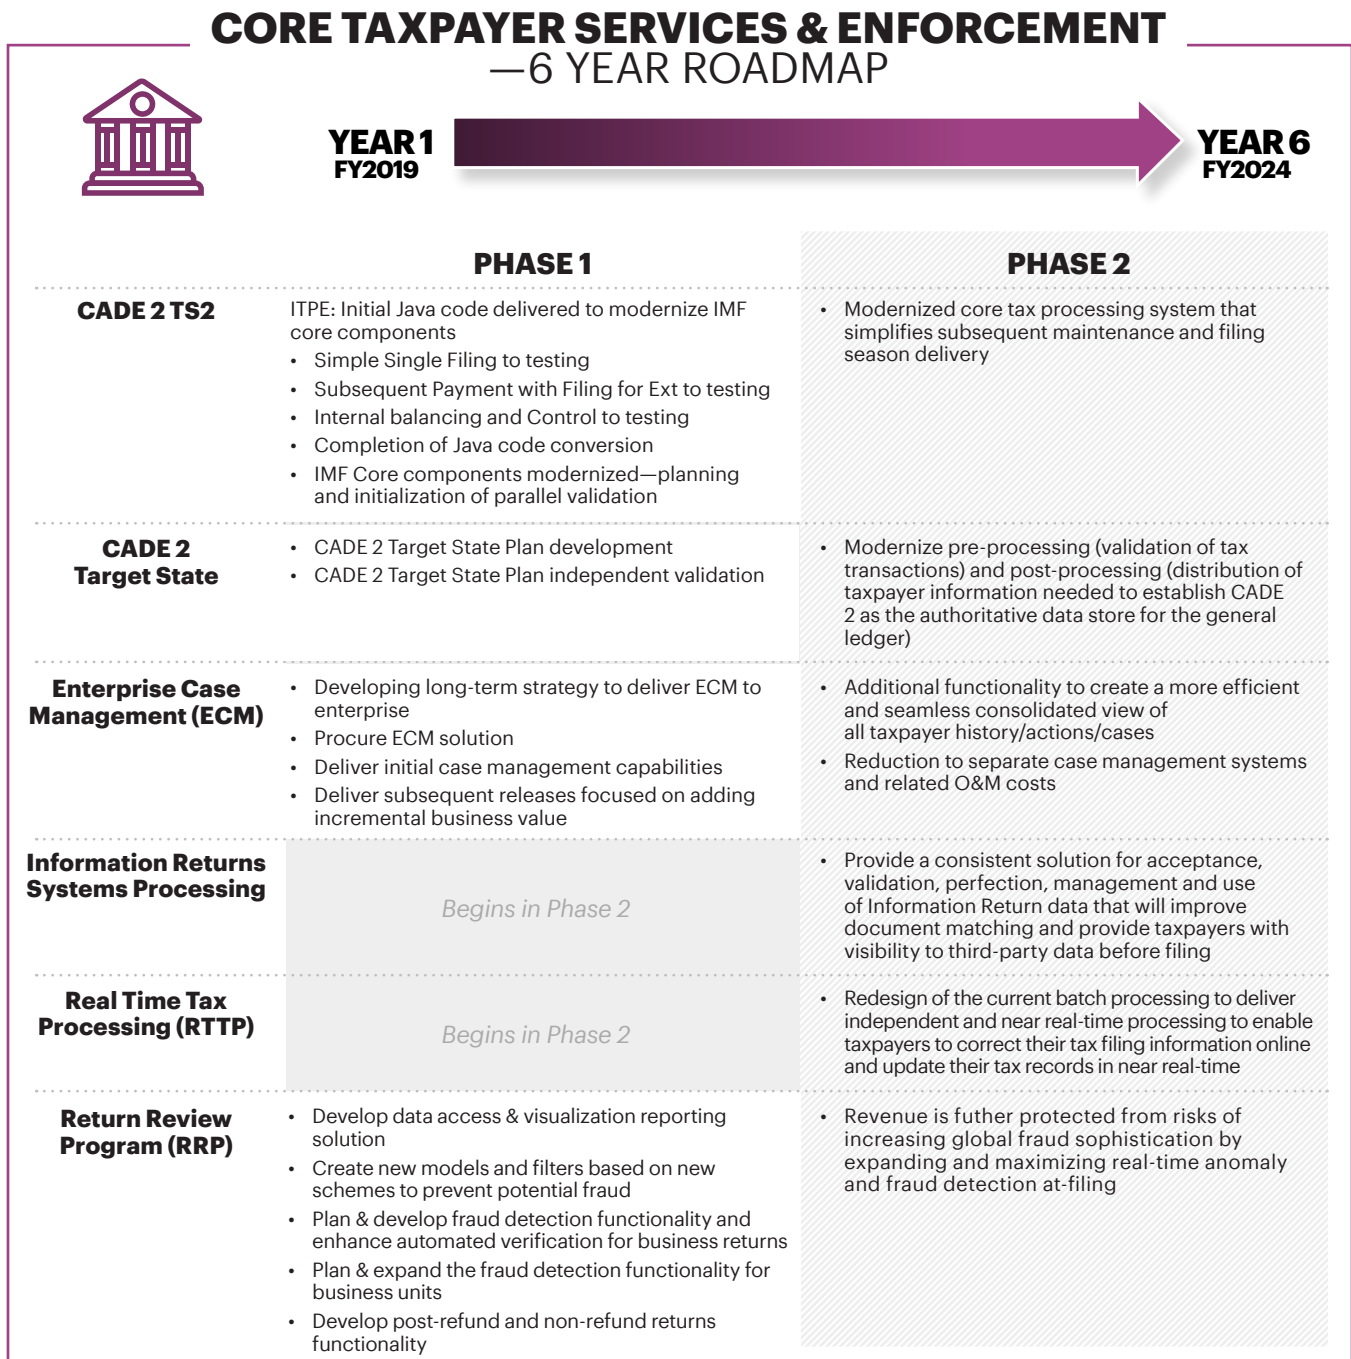 CORE TAXPAYER SERVICES & ENFORCEMENT
—6 YEAR ROADMAP
YEAR 1
FY2019
YEAR 6
FY2024
PHASE 1
PHASE 2
CADE 2 TS2
ITPE: Initial Java code delivered to modernize IMF
core components
• Simple Single Filing to testing
• Subsequent Payment with Filing for Ext to testing
• Internal balancing and Control to testing
• Completion of Java code conversion
• IMF Core components modernized—planning
and initialization of parallel validation
• Modernized core tax processing system that
simplifies subsequent maintenance and filing
season delivery
CADE 2
Target State
• CADE 2 Target State Plan development
• CADE 2 Target State Plan independent validation
• Modernize pre-processing (validation of tax
transactions) and post-processing (distribution of
taxpayer information needed to establish CADE
2 as the authoritative data store for the general
ledger)
Enterprise Case
Management (ECM)
• Developing long-term strategy to deliver ECM to
enterprise
• Procure ECM solution
• Deliver initial case management capabilities
• Deliver subsequent releases focused on adding
incremental business value
• Additional functionality to create a more efficient
and seamless consolidated view of
all taxpayer history/actions/cases
• Reduction to separate case management systems
and related O&M costs
Information Returns
Systems Processing
Begins in Phase 2
• Provide a consistent solution for acceptance,
validation, perfection, management and use
of Information Return data that will improve
document matching and provide taxpayers with
visibility to third-party data before filing
Real Time Tax
Processing (RTTP)
Begins in Phase 2
• Redesign of the current batch processing to deliver
independent and near real-time processing to enable
taxpayers to correct their tax filing information online
and update their tax records in near real-time
Return Review
Program (RRP)
• Develop data access & visualization reporting
solution
• Create new models and filters based on new
schemes to prevent potential fraud
• Plan & develop fraud detection functionality and
enhance automated verification for business returns
• Plan & expand the fraud detection functionality for
business units
• Develop post-refund and non-refund returns
functionality
• Revenue is futher protected from risks of
increasing global fraud sophistication by
expanding and maximizing real-time anomaly
and fraud detection at-filing